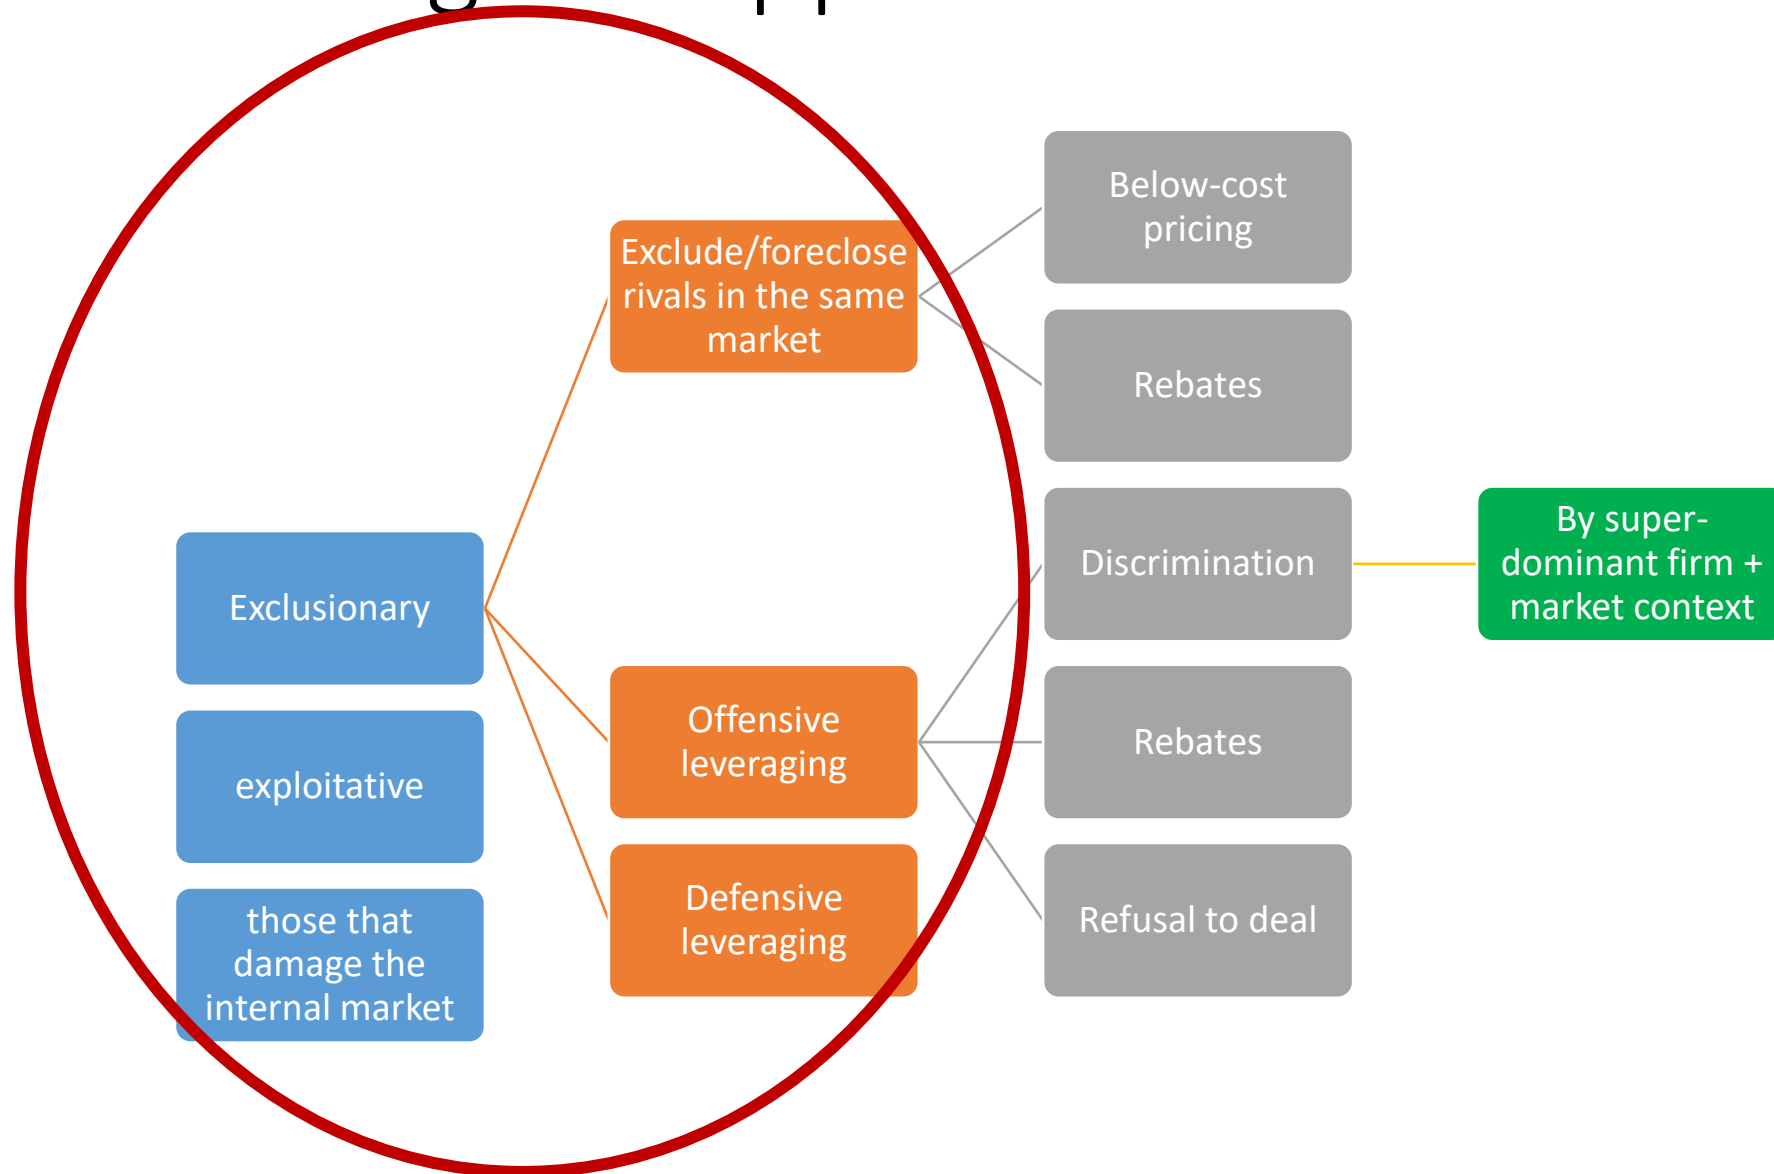 Exclusionary
exploitative
those that
damage the
internal market
Exclude/foreclose
rivals in the same
market
Offensive
leveraging
Defensive
leveraging
Below-cost
pricing
Rebates
Discrimination
Rebates
Refusal to deal
By super-
dominant firm +
market context